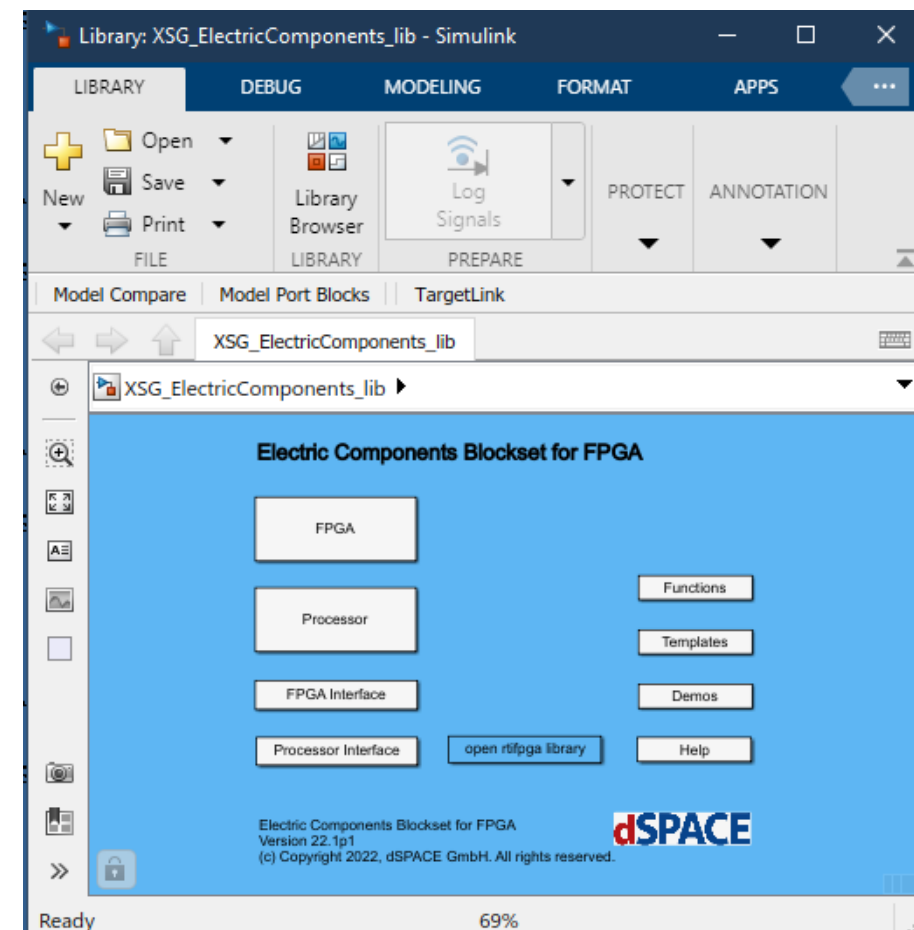 Library: XSG_ElectricComponents_lib - Simulink
LIBRARY DEBUG MODELING FORMAT APPS
New
Open
Save
Print
Library
Browser
Log
Signals
PROTECT ANNOTATION
FILE LIBRARY PREPARE
Model Compare Model Port Blocks TargetLink
XSG_ElectricComponents_lib
XSG_ElectricComponents_lib
Electric Components Blockset for FPGA
FPGA
Functions
Processor
Templates
FPGA Interface
Demos
Processor Interface
open rtifpga library
Help
Electric Components Blockset for FPGA
Version 22.1p1
(c) Copyright 2022, dSPACE GmbH. All rights reserved.
dSPACE
Ready 69%